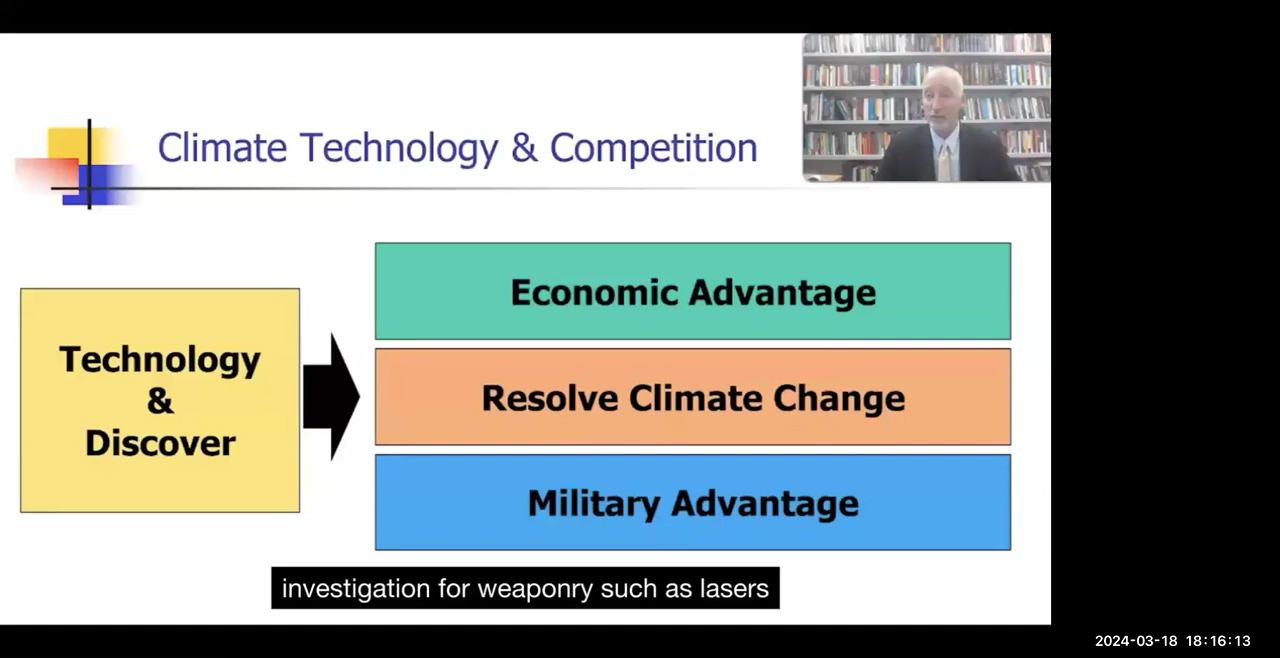 Climate Technology & Competition
Technology
&
Discover
Economic Advantage
Resolve Climate Change
Military Advantage
investigation for weaponry such as lasers
2024-03-18 18:16:13